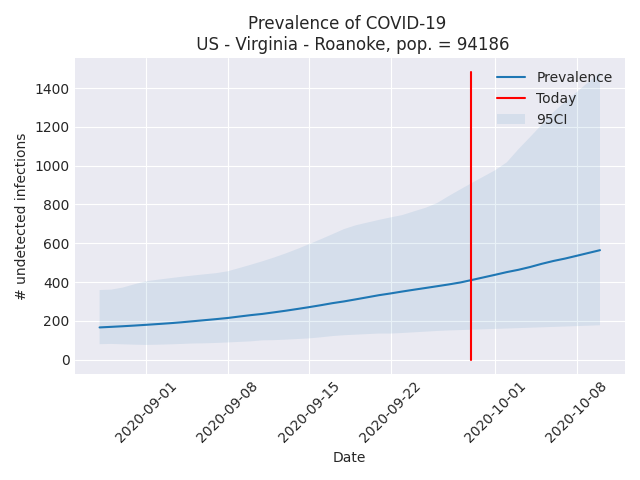 Prevalence of COVID-19
US - Virginia - Roanoke, pop. = 94186
# undetected infections
1400
1200
1000
800
600
400
200
0
Prevalence
Today
95CI
2020-09-01
2020-09-08
2020-09-15
2020-09-22
2020-10-01
2020-10-08
Date